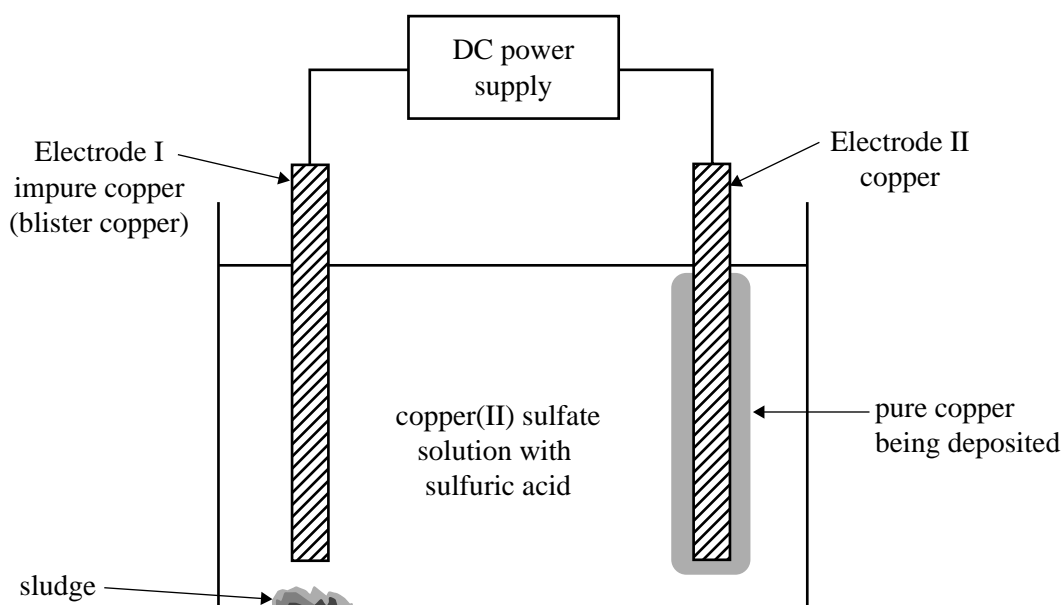 DC power
supply
Electrode I
impure copper
(blister copper)
Electrode II
copper
copper(II) sulfate
solution with
sulfuric acid
pure copper
being deposited
sludge